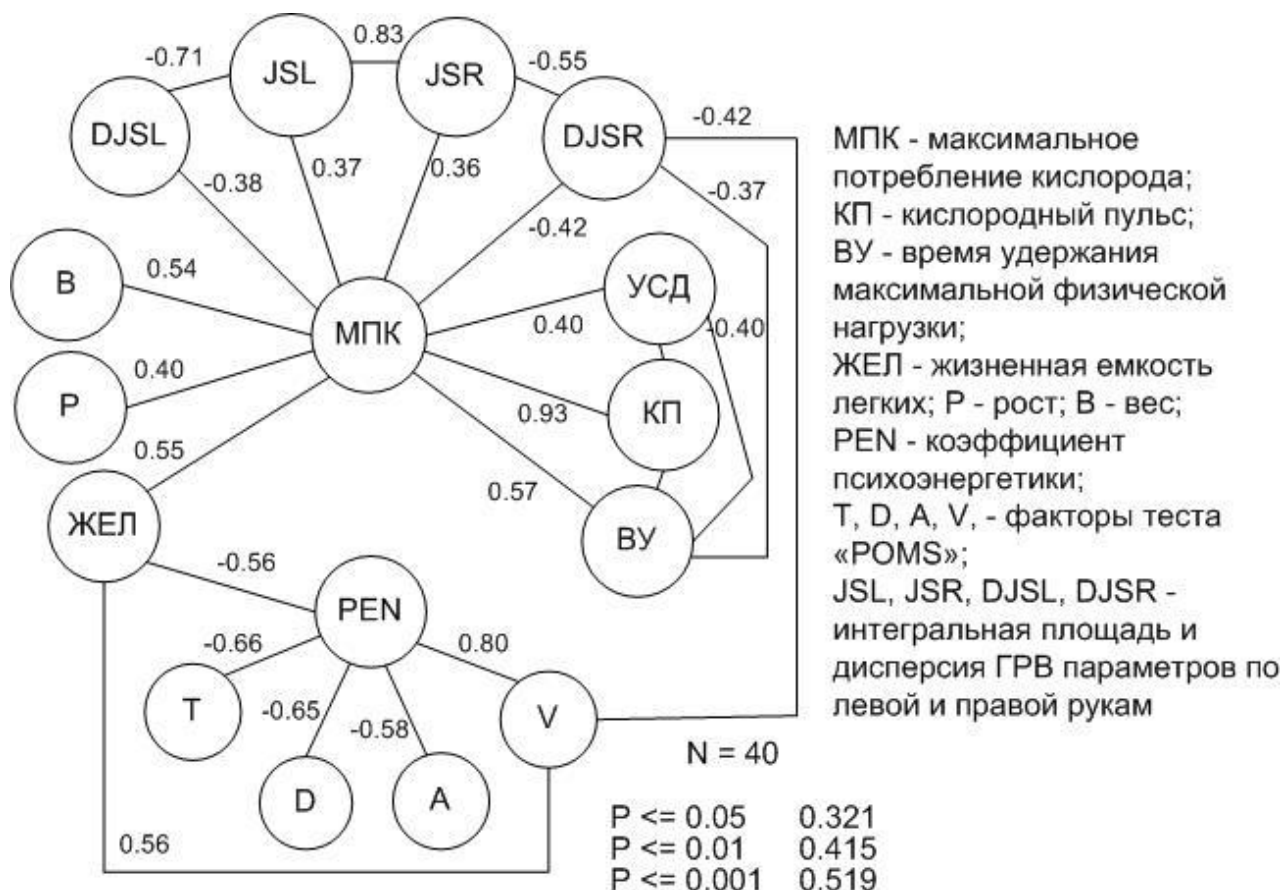 0.83
-0.71
JSL
JSR
-0.55
DJSL
DJSR
-0.42
0.37
0.36
-0.38
-0.37
-0.42
В
0.54
УСД
МПК
0.40
-0.40
Р
0.40
КП
0.93
0.55
0.57
ЖЕЛ
ВУ
-0.56
PEN
-0.66
0.80
T
-0.65
-0.58
V
D
A
0.56
МПК - максимальное
потребление кислорода;
КП - кислородный пульс;
ВУ - время удержания
максимальной физической
нагрузки;
ЖЕЛ - жизненная емкость
легких; Р - рост; В - вес;
PEN - коэффициент
психоэнергетики;
T, D, A, V, - факторы теста
«POMS»;
JSL, JSR, DJSL, DJSR -
интегральная площадь и
дисперсия ГРВ параметров по
левой и правой рукам
N = 40
P <= 0.05 0.321
P <= 0.01 0.415
P <= 0.001 0.519